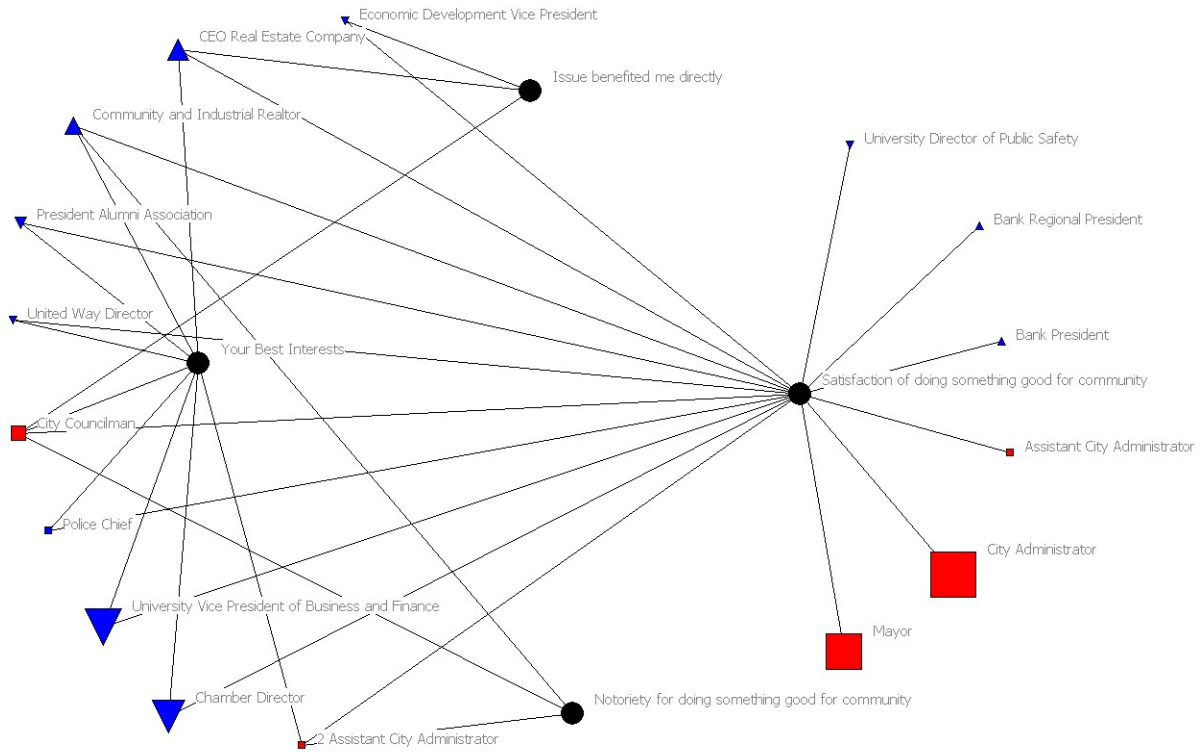 Economic Development Vice President
CEO Real Estate Company
Issue benefited me directly
Community and Industrial Realtor
University Director of Public Safety
President Alumni Association
Bank Regional President
United Way Director
Bank President
Your Best Interests
Satisfaction of doing something good for community
City Councilman
Assistant City Administrator
Police Chief
City Administrator
University Vice President of Business and Finance
Mayor
Chamber Director
Notoriety for doing something good for community
2 Assistant City Administrator